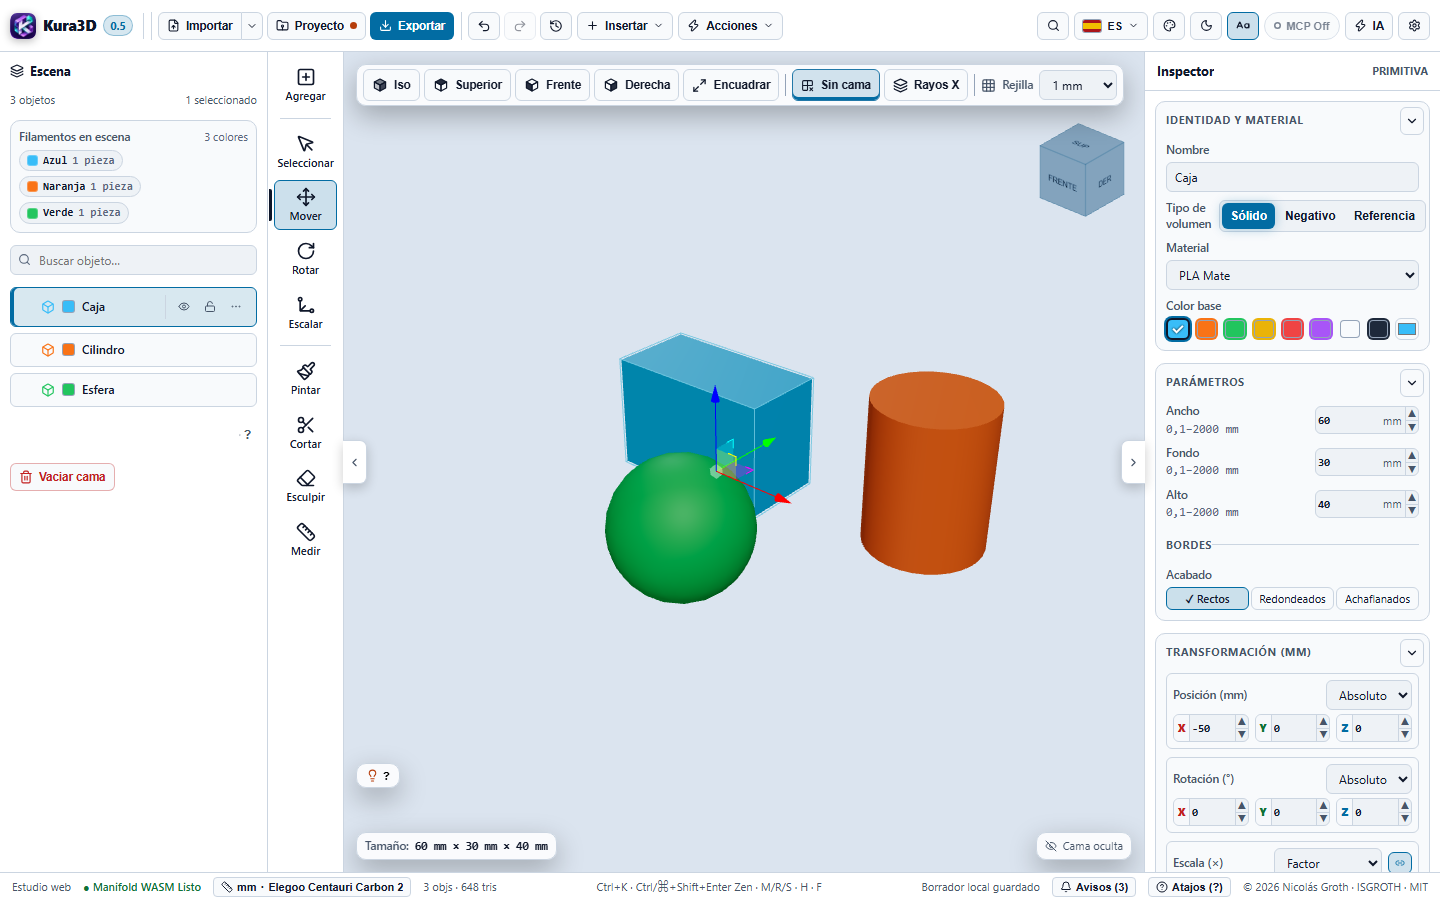 Kura3D 0.5
Importar
Proyecto
Exportar
Insertar
Acciones
ES
Aa
MCP Off
IA
Escena
3 objetos
1 seleccionado
Filamentos en escena
3 colores
Azul 1 pieza
Naranja 1 pieza
Verde 1 pieza
Buscar objeto...
Caja
Cilindro
Esfera
?
Vaciar cama
Agregar
Seleccionar
Mover
Rotar
Escalar
Pintar
Cortar
Esculpir
Medir
Iso
Superior
Frente
Derecha
Encuadrar
Sin cama
Rayos X
Rejilla
1 mm
SUP
FRENTE
DER
?
Tamaño: 60 mm × 30 mm × 40 mm
Cama oculta
Inspector
PRIMITIVA
IDENTIDAD Y MATERIAL
Nombre
Caja
Tipo de volumen
Sólido
Negativo
Referencia
Material
PLA Mate
Color base
PARÁMETROS
Ancho
0,1–2000 mm
60 mm
Fondo
0,1–2000 mm
30 mm
Alto
0,1–2000 mm
40 mm
BORDES
Acabado
✓ Rectos
Redondeados
Achaflanados
TRANSFORMACIÓN (MM)
Posición (mm)
Absoluto
X -50
Y 0
Z 0
Rotación (°)
Absoluto
X 0
Y 0
Z 0
Escala (×)
Factor
Estudio web
● Manifold WASM Listo
mm · Elegoo Centauri Carbon 2
3 objs · 648 tris
Ctrl+K · Ctrl/⌘+Shift+Enter Zen · M/R/S · H · F
Borrador local guardado
Avisos (3)
Atajos (?)
© 2026 Nicolás Groth · ISGROTH · MIT